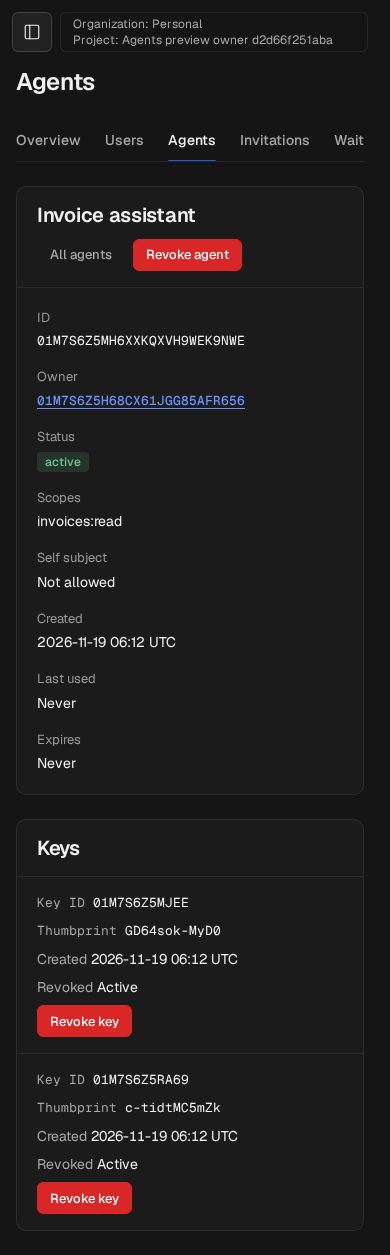 Organization: Personal
Project: Agents preview owner d2d66f251aba
Agents
Overview Users Agents Invitations Wait
Invoice assistant
All agents Revoke agent
ID
01M7S6Z5MH6XXKQXVH9WEK9NWE
Owner
01M7S6Z5H68CX61JGG85AFR656
Status
active
Scopes
invoices:read
Self subject
Not allowed
Created
2026-11-19 06:12 UTC
Last used
Never
Expires
Never
Keys
Key ID 01M7S6Z5MJEE
Thumbprint GD64sok-MyD0
Created 2026-11-19 06:12 UTC
Revoked Active
Revoke key
Key ID 01M7S6Z5RA69
Thumbprint c-tidtMC5mZk
Created 2026-11-19 06:12 UTC
Revoked Active
Revoke key